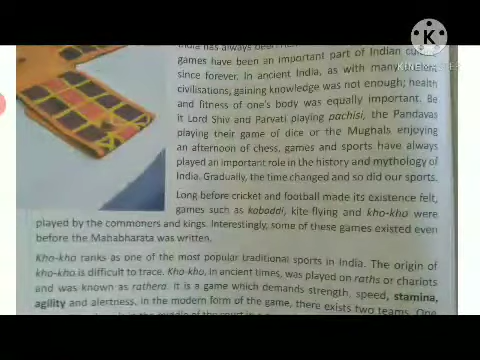 India has always been
games have been an important part of Indian culture
since forever. In ancient India, as with many
civilisations, gaining knowledge was not enough; health
and fitness of one's body was equally important. Be
it Lord Shiv and Parvati playing pachisi, the Pandavas
playing their game of dice or the Mughals enjoying
an afternoon of chess, games and sports have always
played an important role in the history and mythology of
India. Gradually, the time changed and so did our sports.
Long before cricket and football made its existence felt,
games such as kabaddi, kite flying and kho-kho were
played by the commoners and kings. Interestingly, some of these games existed even
before the Mahabharata was written.
Kho-kho ranks as one of the most popular traditional sports in India. The origin of
kho-kho is difficult to trace. Kho-kho, in ancient times, was played on raths or chariots
and was known as rathera. It is a game which demands strength, speed, stamina,
agility and alertness. In the modern form of the game, there exists two teams. One
K
KINEMASTER